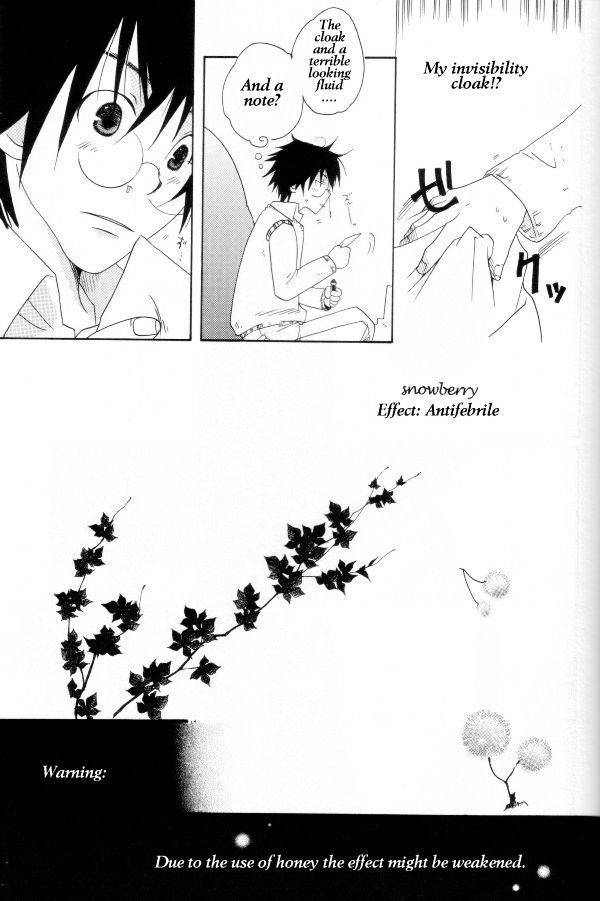 My invisibility
cloak!?
ゼ
グッ
The
cloak
and a
terrible
looking
fluid
....
And a
note?
snowberry
Effect: Antifebrile
Warning:
Due to the use of honey the effect might be weakened.